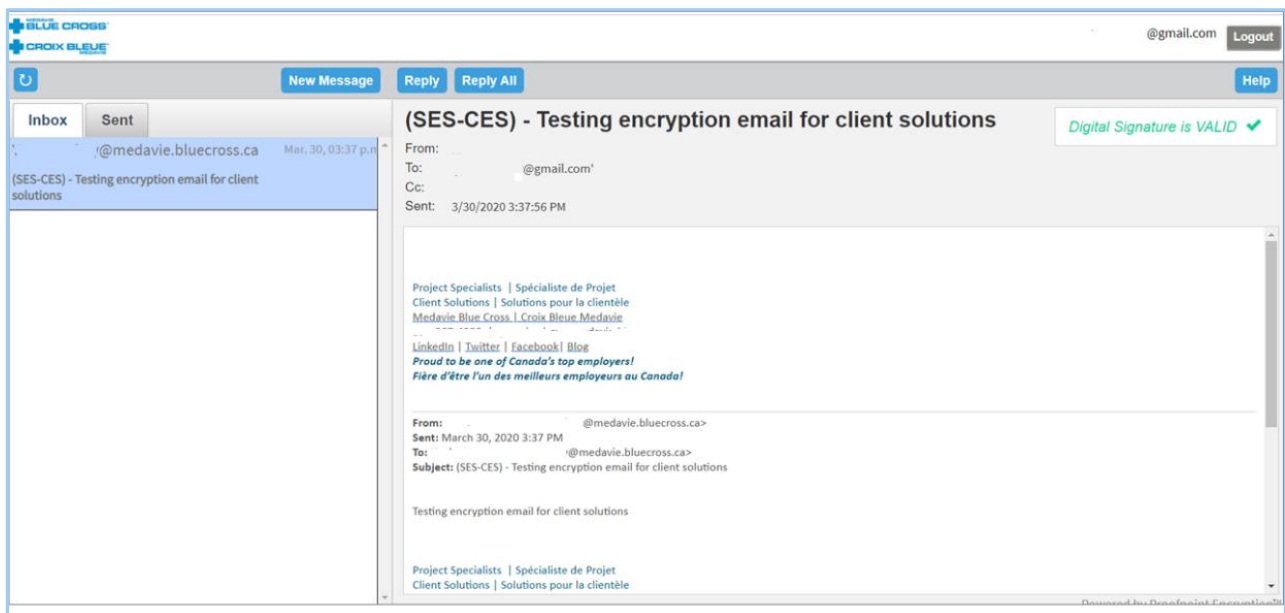 MEDAVIE
BLUE CROSS
CROIX BLEUE
MEDAVIE
@gmail.com Logout
New Message Reply Reply All Help
Inbox Sent
@medavie.bluecross.ca Mar. 30, 03:37 p.m
(SES-CES) - Testing encryption email for client
solutions
(SES-CES) - Testing encryption email for client solutions
Digital Signature is VALID
From:
To: @gmail.com'
Cc:
Sent: 3/30/2020 3:37:56 PM
Project Specialists | Spécialiste de Projet
Client Solutions | Solutions pour la clientèle
Medavie Blue Cross | Croix Bleue Medavie
LinkedIn | Twitter | Facebook| Blog
Proud to be one of Canada's top employers!
Fière d'être l'un des meilleurs employeurs au Canada!
From: @medavie.bluecross.ca>
Sent: March 30, 2020 3:37 PM
To: @medavie.bluecross.ca>
Subject: (SES-CES) - Testing encryption email for client solutions
Testing encryption email for client solutions
Project Specialists | Spécialiste de Projet
Client Solutions | Solutions pour la clientèle
Powered by Proofpoint Encryption™